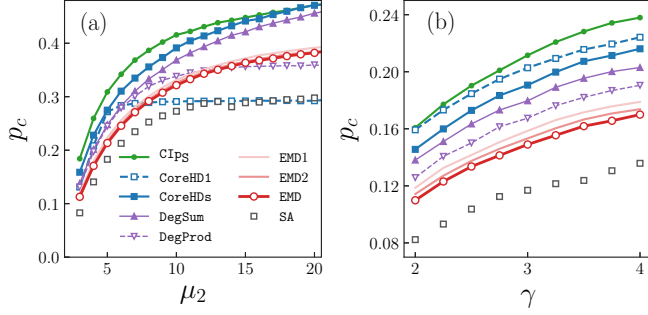 (a)
p_c
0.4
0.3
0.2
0.1
0.0
5
10
15
20
μ_2
CIPS
CoreHD1
CoreHDs
DegSum
DegProd
EMD1
EMD2
EMD
SA
(b)
p_c
0.24
0.20
0.16
0.12
0.08
2
3
4
γ